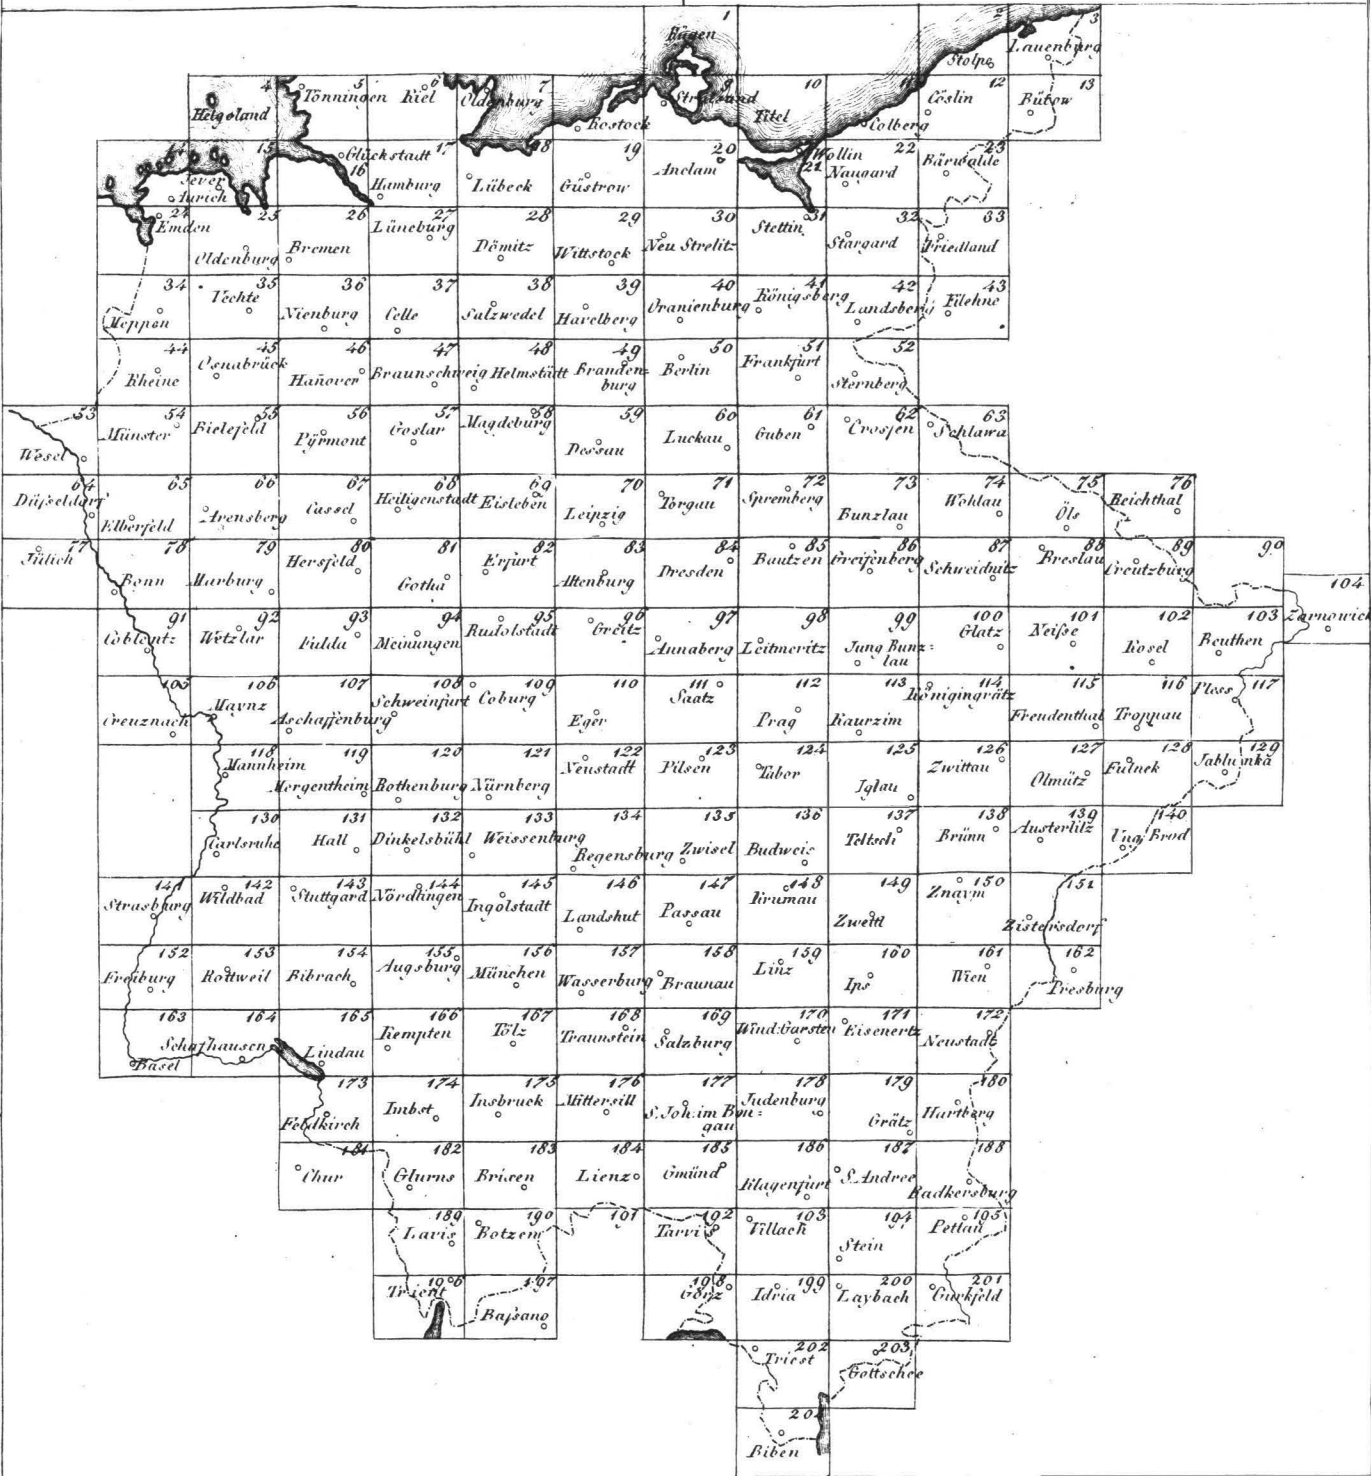 1
Rügen
2
Stolpe
3
Lauenburg
4
Helgoland
5
Tönningen
6
Kiel
7
Oldenburg
Rostock
9
Stralsund
10
Titel
11
Colberg
12
Cöslin
13
Bütow
14
Jever
Aurich
15
Glückstadt
16
17
Hamburg
18
Lübeck
19
Güstrow
20
Anclam
Wollin
21
22
Naugard
23
Bärwalde
24
Emden
25
Oldenburg
26
Bremen
27
Lüneburg
28
Dömitz
29
Wittstock
30
Neu Strelitz
31
Stettin
32
Stargard
33
Friedland
34
Meppen
35
Vechte
36
Nienburg
37
Celle
38
Salzwedel
39
Havelberg
40
Oranienburg
41
Königsberg
42
Landsberg
43
Filehne
44
Rheine
45
Osnabrück
46
Hañover
47
Braunschweig
48
Helmstädt
49
Branden=
burg
50
Berlin
51
Frankfurt
52
Sternberg
53
Wesel
54
Münster
55
Bielefeld
56
Pyrmont
57
Goslar
58
Magdeburg
59
Dessau
60
Luckau
61
Guben
62
Crossen
63
Schlawa
64
Düsseldorf
65
Elberfeld
66
Arensberg
67
Cassel
68
Heiligenstadt
69
Eisleben
70
Leipzig
71
Torgau
72
Spremberg
73
Bunzlau
74
Wohlau
75
Öls
76
Reichthal
77
Jülich
78
Bonn
79
Marburg
80
Hersfeld
81
Gotha
82
Erfurt
83
Altenburg
84
Dresden
85
Bautzen
86
Greifenberg
87
Schweidnitz
88
Breslau
89
Creutzburg
90
91
Coblentz
92
Wetzlar
93
Fulda
94
Meinungen
95
Rudolstadt
96
Greitz
97
Annaberg
98
Leitmeritz
99
Jung Bunz=
lau
100
Glatz
101
Neisse
102
Kosel
103
Beuthen
104
Zarnowick
105
Creuznach
106
Maynz
107
Aschaffenburg
108
Schweinfurt
109
Coburg
110
Eger
111
Saatz
112
Prag
113
Kaurzim
114
Königingrätz
115
Freudenthal
116
Troppau
117
Pless
118
Mannheim
119
Mergentheim
120
Rothenburg
121
Nürnberg
122
Neustadt
123
Pilsen
124
Tabor
125
Iglau
126
Zwittau
127
Olmütz
128
Fulnek
129
Jablunka
130
Carlsruhe
131
Hall
132
Dinkelsbühl
133
Weissenburg
134
Regensburg
135
Zwisel
136
Budweis
137
Teltsch
138
Brünn
139
Austerlitz
140
Ung. Brod
141
Strasburg
142
Wildbad
143
Stuttgard
144
Nördlingen
145
Ingolstadt
146
Landshut
147
Passau
148
Krumau
149
Zwettl
150
Znaym
151
Zistersdorf
152
Freiburg
153
Rottweil
154
Bibrach
155
Augsburg
156
München
157
Wasserburg
158
Braunau
159
Linz
160
Ips
161
Wien
162
Presburg
163
Basel
164
Schafhausen
165
Lindau
166
Kempten
167
Tölz
168
Traunstein
169
Salzburg
170
Wind. Garsten
171
Eisenertz
172
Neustadt
173
Feldkirch
174
Imbst
175
Insbruck
176
Mittersill
177
S. Joh. im Bon=
gau
178
Judenburg
179
Grätz
180
Hartberg
181
Chur
182
Glurns
183
Brixen
184
Lienz
185
Gmünd
186
Klagenfurt
187
S. Andree
188
Radkersburg
189
Lavis
190
Botzen
191
192
Tarvis
193
Villach
194
Stein
195
Pettau
196
Trient
197
Bassano
198
Görz
199
Idria
200
Laybach
201
Gurkfeld
202
Triest
203
Gottschee
204
Biben